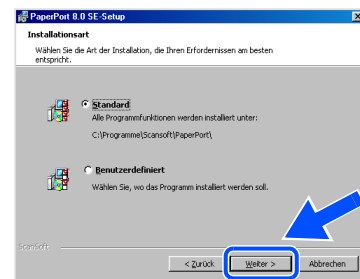 PaperPort 8.0 SE-Setup
Installationsart
Wählen Sie die Art der Installation, die Ihren Erfordernissen am besten
entspricht.
Standard
Alle Programmfunktionen werden installiert unter:
C:\Programme\Scansoft\PaperPort\
Benutzerdefiniert
Wählen Sie, wo das Programm installiert werden soll.
ScanSoft
< Zurück Weiter > Abbrechen